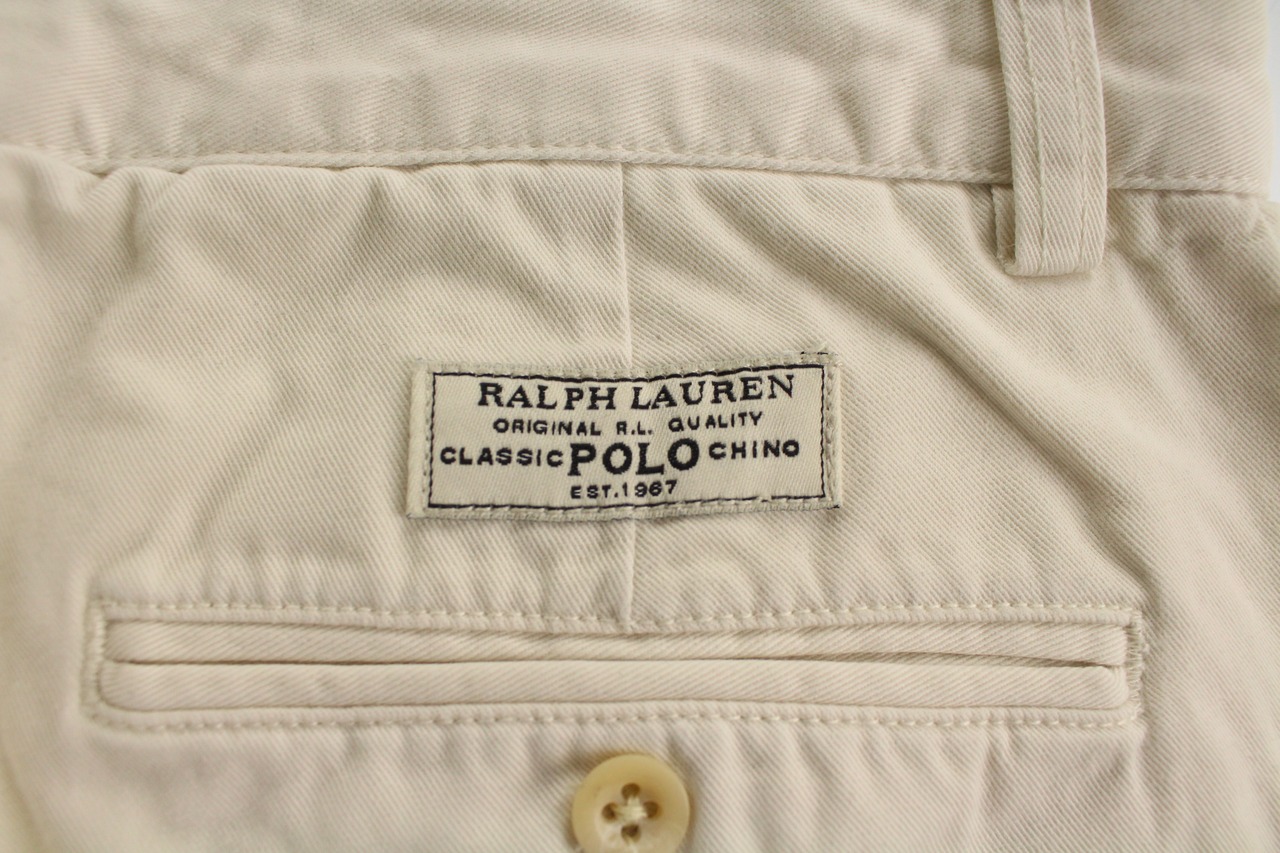 RALPH LAUREN
ORIGINAL R.L. QUALITY
CLASSIC POLO CHINO
EST.1967